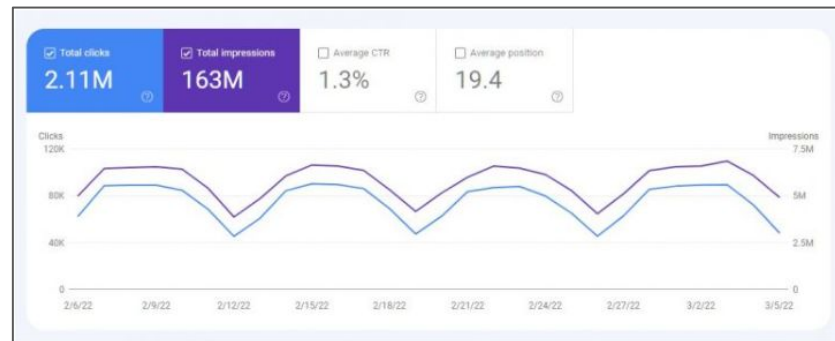 Total clicks
2.11M
Total impressions
163M
Average CTR
1.3%
Average position
19.4
Clicks
Impressions
120K
7.5M
80K
5M
40K
2.5M
0
0
2/6/22 2/9/22 2/12/22 2/15/22 2/18/22 2/21/22 2/24/22 2/27/22 3/2/22 3/5/22